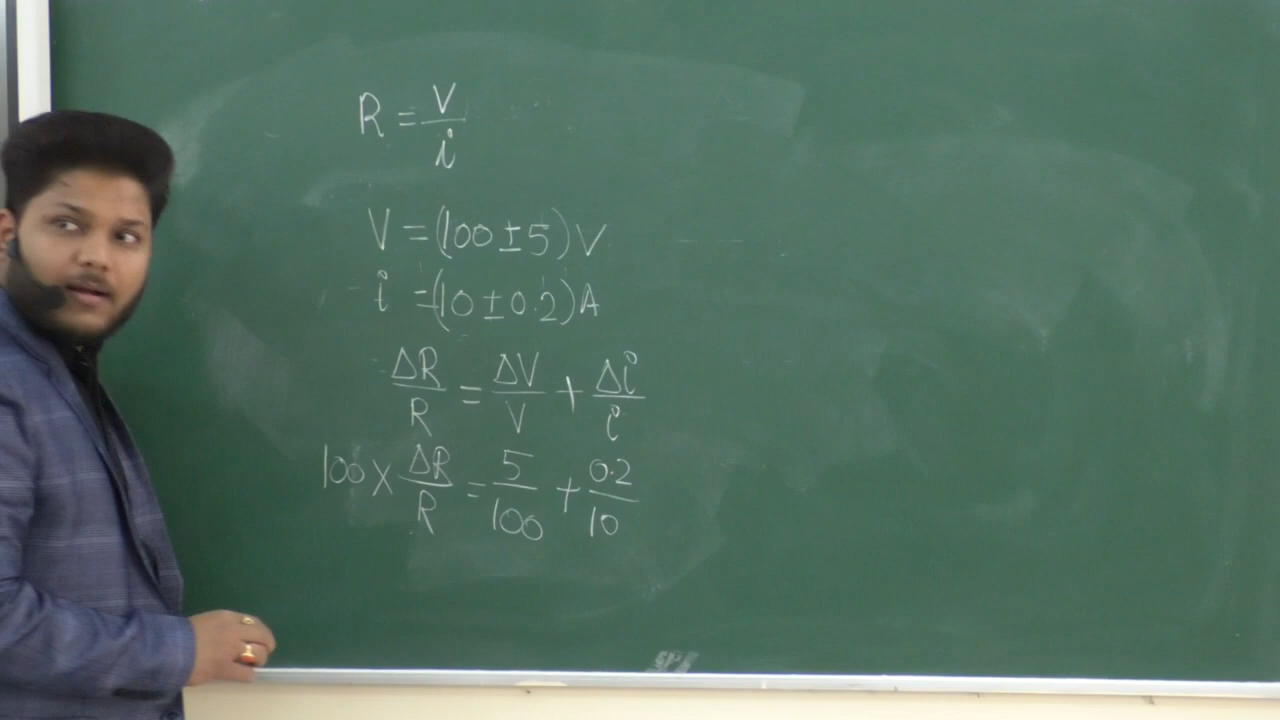 R = V/i
V = (100 ± 5) V
i = (10 ± 0.2) A
ΔR/R = ΔV/V + Δi/i
100 × ΔR/R = 5/100 + 0.2/10